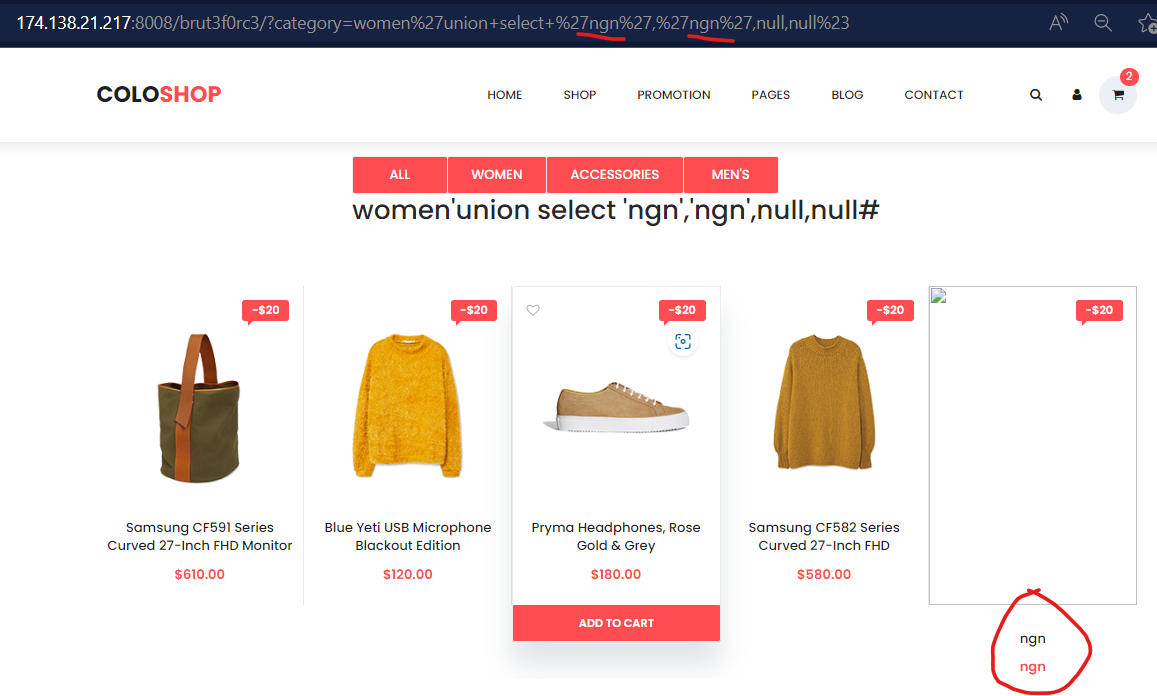 174.138.21.217:8008/brut3f0rc3/?category=women%27union+select+%27ngn%27,%27ngn%27,null,null%23
COLOSHOP
HOME SHOP PROMOTION PAGES BLOG CONTACT 2
ALL WOMEN ACCESSORIES MEN'S
women'union select 'ngn','ngn',null,null#
-$20 -$20 -$20 -$20 -$20
Samsung CF591 Series
Curved 27-Inch FHD Monitor
$610.00
Blue Yeti USB Microphone
Blackout Edition
$120.00
Pryma Headphones, Rose
Gold & Grey
$180.00
ADD TO CART
Samsung CF582 Series
Curved 27-Inch FHD
$580.00
ngn
ngn